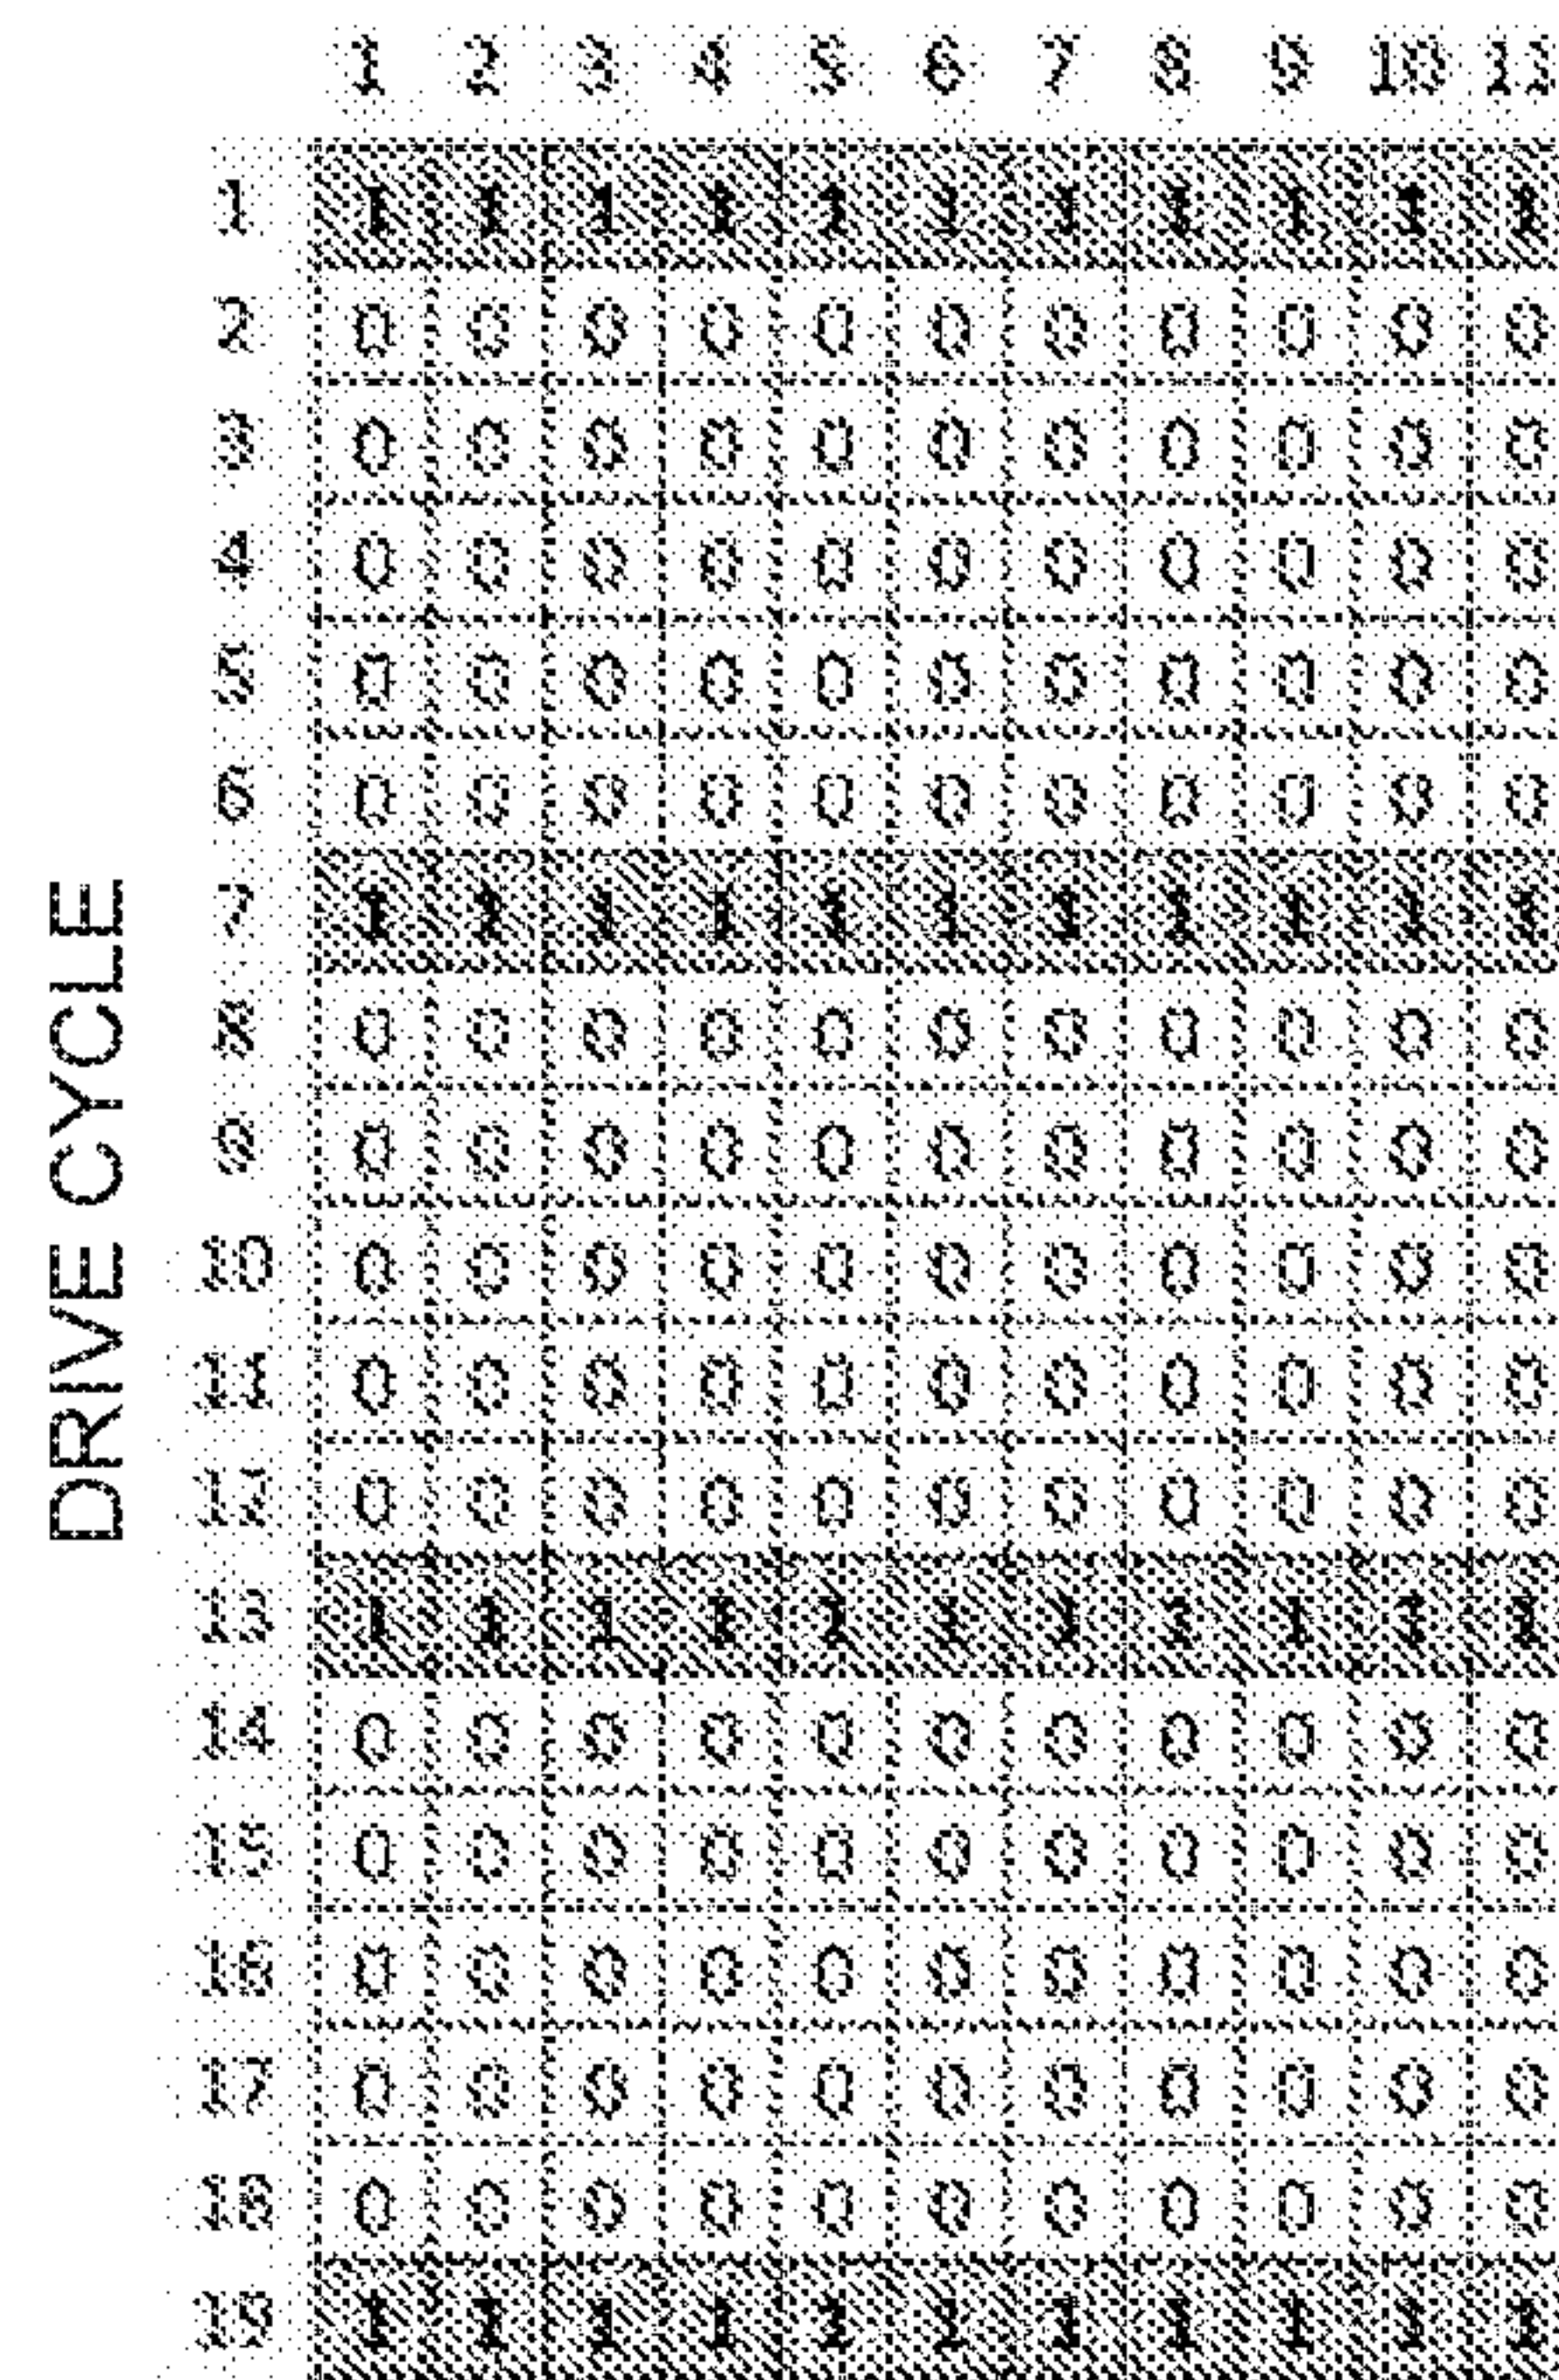 1 2 3 4 5 6 7 8 9 10 11
DRIVE CYCLE
1 1 1 1 1 1 1 1 1 1 1 1
2 0 0 0 0 0 0 0 0 0 0 0
3 0 0 0 0 0 0 0 0 0 0 0
4 0 0 0 0 0 0 0 0 0 0 0
5 0 0 0 0 0 0 0 0 0 0 0
6 0 0 0 0 0 0 0 0 0 0 0
7 1 1 1 1 1 1 1 1 1 1 1
8 0 0 0 0 0 0 0 0 0 0 0
9 0 0 0 0 0 0 0 0 0 0 0
10 0 0 0 0 0 0 0 0 0 0 0
11 0 0 0 0 0 0 0 0 0 0 0
12 0 0 0 0 0 0 0 0 0 0 0
13 1 1 1 1 1 1 1 1 1 1 1
14 0 0 0 0 0 0 0 0 0 0 0
15 0 0 0 0 0 0 0 0 0 0 0
16 0 0 0 0 0 0 0 0 0 0 0
17 0 0 0 0 0 0 0 0 0 0 0
18 0 0 0 0 0 0 0 0 0 0 0
19 1 1 1 1 1 1 1 1 1 1 1